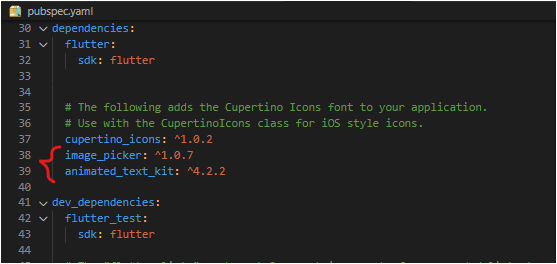 pubspec.yaml
30 dependencies:
31 flutter:
32 sdk: flutter
33
34
35 # The following adds the Cupertino Icons font to your application.
36 # Use with the CupertinoIcons class for iOS style icons.
37 cupertino_icons: ^1.0.2
38 image_picker: ^1.0.7
39 animated_text_kit: ^4.2.2
40
41 dev_dependencies:
42 flutter_test:
43 sdk: flutter
44